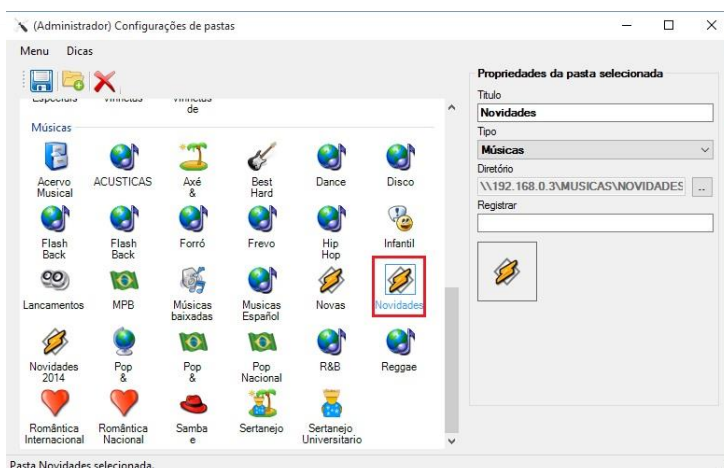 (Administrador) Configurações de pastas
Menu Dicas
de
Músicas
Acervo
Musical
ACUSTICAS
Axé
&
Best
Hard
Dance
Disco
Flash
Back
Flash
Back
Forró
Frevo
Hip
Hop
Infantil
Lancamentos
MPB
Músicas
baixadas
Musicas
Español
Novas
Novidades
Novidades
2014
Pop
&
Pop
&
Pop
Nacional
R&B
Reggae
Romântica
Internacional
Romântica
Nacional
Samba
e
Sertanejo
Sertanejo
Universitario
Pasta Novidades selecionada.
Propriedades da pasta selecionada
Titulo
Novidades
Tipo
Músicas
Diretório
\\192.168.0.3\MUSICAS\NOVIDADES
..
Registrar